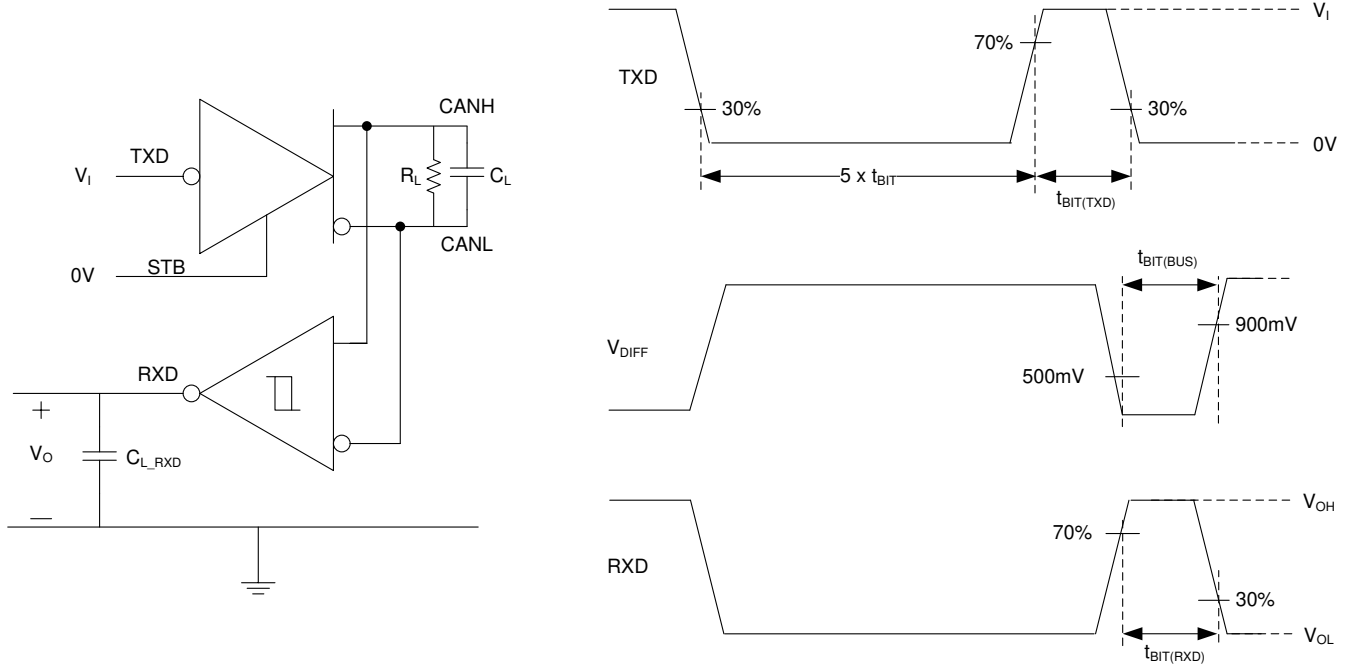 CANH
TXD
V_I
R_L
C_L
CANL
0V
STB
RXD
+
V_O
C_L_RXD
—
V_I
70%
TXD
30%
30%
0V
5 x t_BIT
t_BIT(TXD)
t_BIT(BUS)
900mV
V_DIFF
500mV
V_OH
70%
RXD
30%
V_OL
t_BIT(RXD)